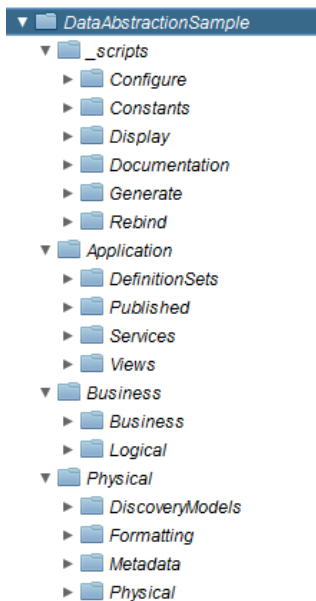 DataAbstractionSample
_scripts
Configure
Constants
Display
Documentation
Generate
Rebind
Application
DefinitionSets
Published
Services
Views
Business
Business
Logical
Physical
DiscoveryModels
Formatting
Metadata
Physical